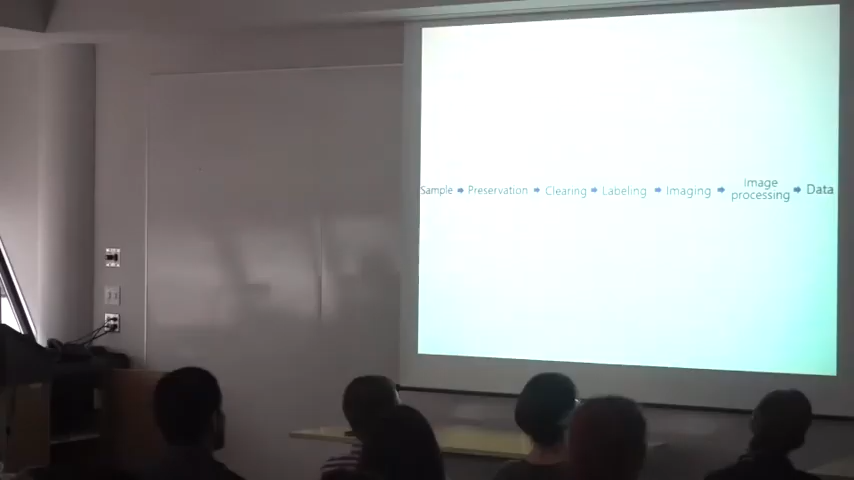 Sample ➡ Preservation ➡ Clearing ➡ Labeling ➡ Imaging ➡ Image processing ➡ Data